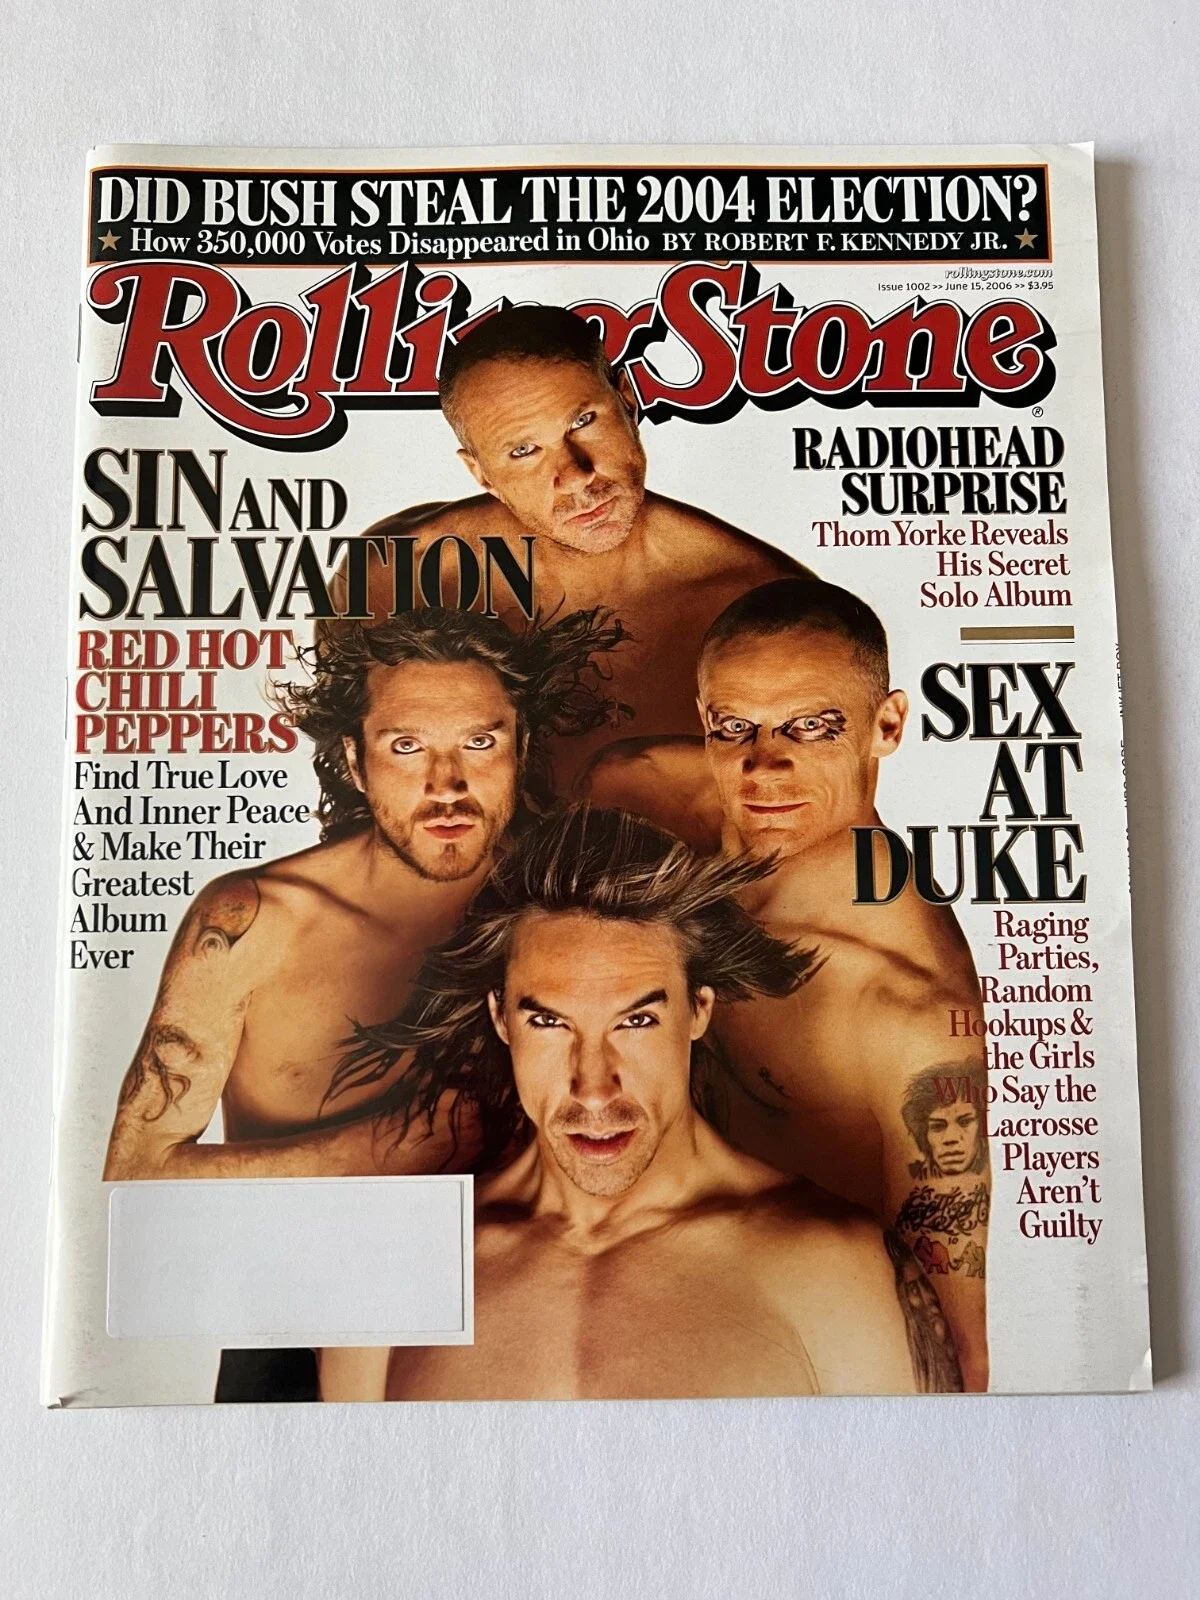 DID BUSH STEAL THE 2004 ELECTION?
★ How 350,000 Votes Disappeared in Ohio BY ROBERT F. KENNEDY JR. ★
rollingstone.com
Issue 1002 >> June 15, 2006 >> $3.95
Rolling Stone
®
SIN AND
SALVATION
RED HOT
CHILI
PEPPERS
Find True Love
And Inner Peace
& Make Their
Greatest
Album
Ever
RADIOHEAD
SURPRISE
Thom Yorke Reveals
His Secret
Solo Album
SEX
AT
DUKE
Raging
Parties,
Random
Hookups &
the Girls
Who Say the
Lacrosse
Players
Aren't
Guilty